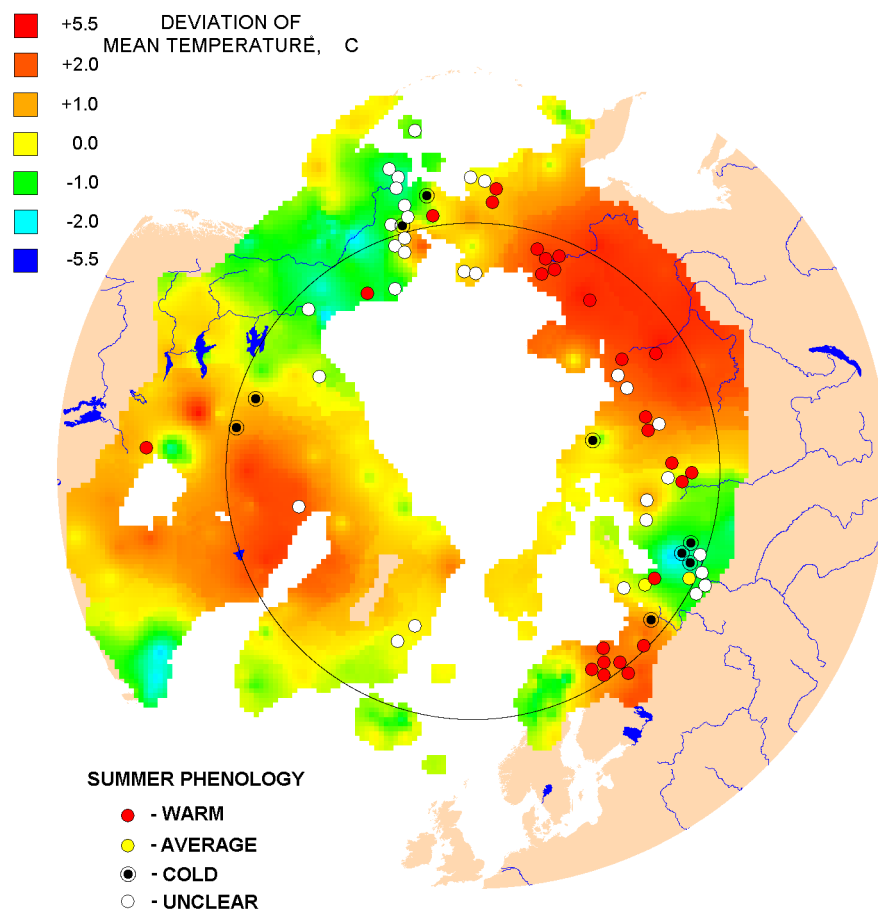 +5.5
DEVIATION OF
MEAN TEMPERATURE, C
+2.0
+1.0
0.0
-1.0
-2.0
-5.5
SUMMER PHENOLOGY
- WARM
- AVERAGE
- COLD
- UNCLEAR